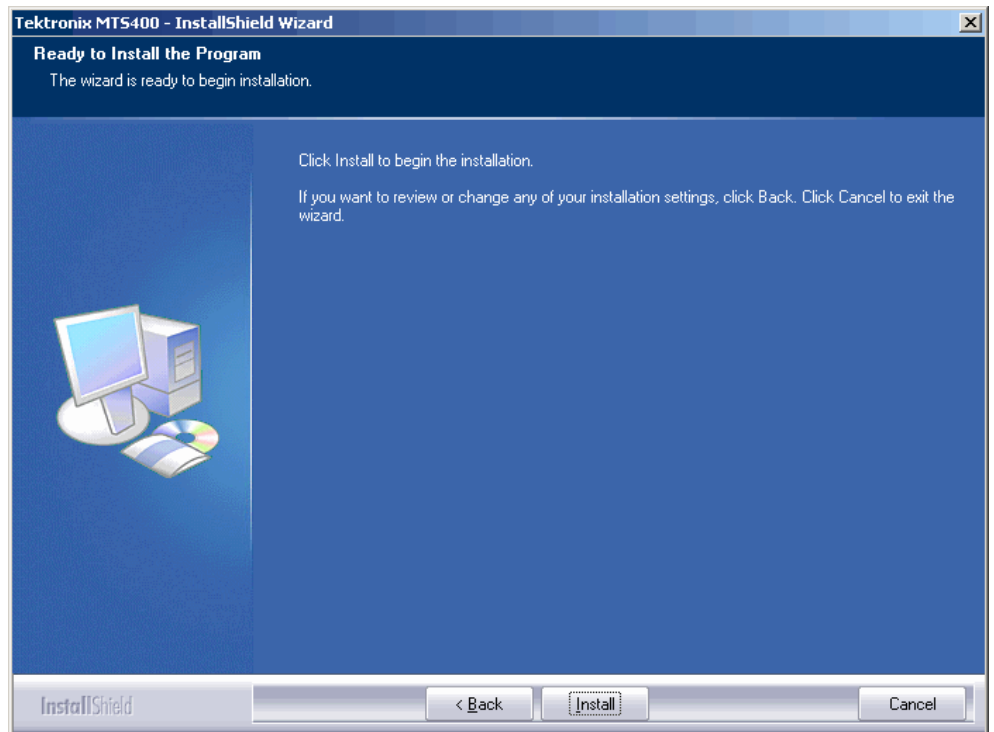 Tektronix MTS400 - InstallShield Wizard
Ready to Install the Program
The wizard is ready to begin installation.
Click Install to begin the installation.
If you want to review or change any of your installation settings, click Back. Click Cancel to exit the
wizard.
InstallShield
< Back
Install
Cancel